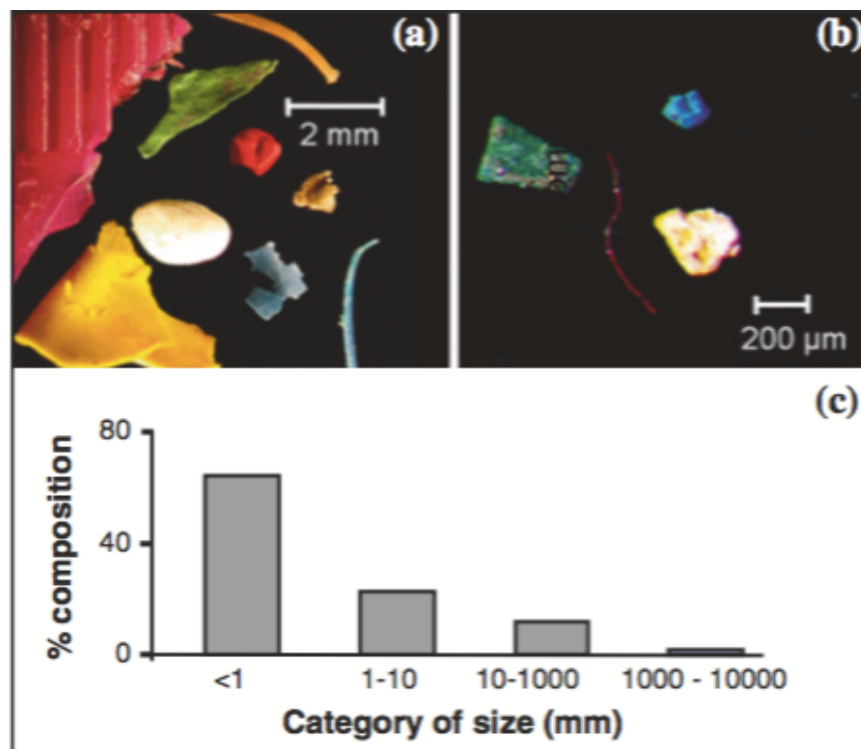 (a)
2 mm
(b)
200 µm
(c)
80
40
0
% composition
<1
1-10
10-1000
1000 - 10000
Category of size (mm)